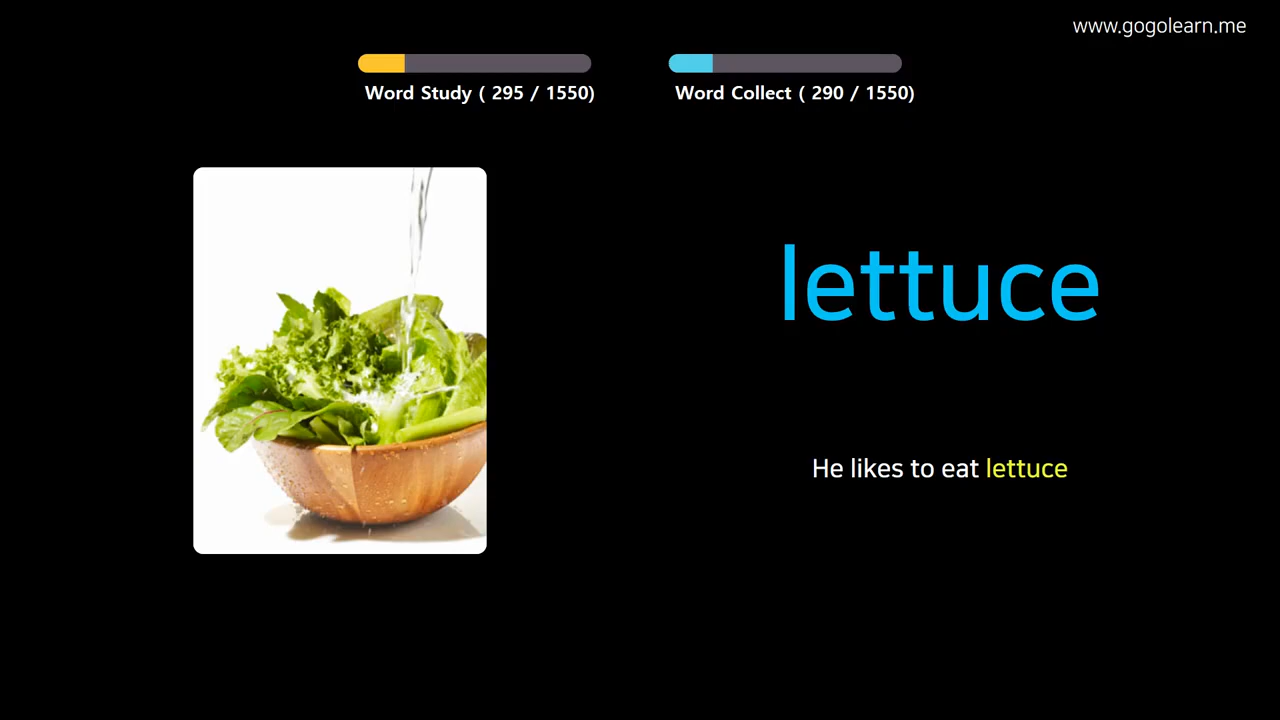 www.gogolearn.me
Word Study ( 295 / 1550)
Word Collect ( 290 / 1550)
lettuce
He likes to eat lettuce